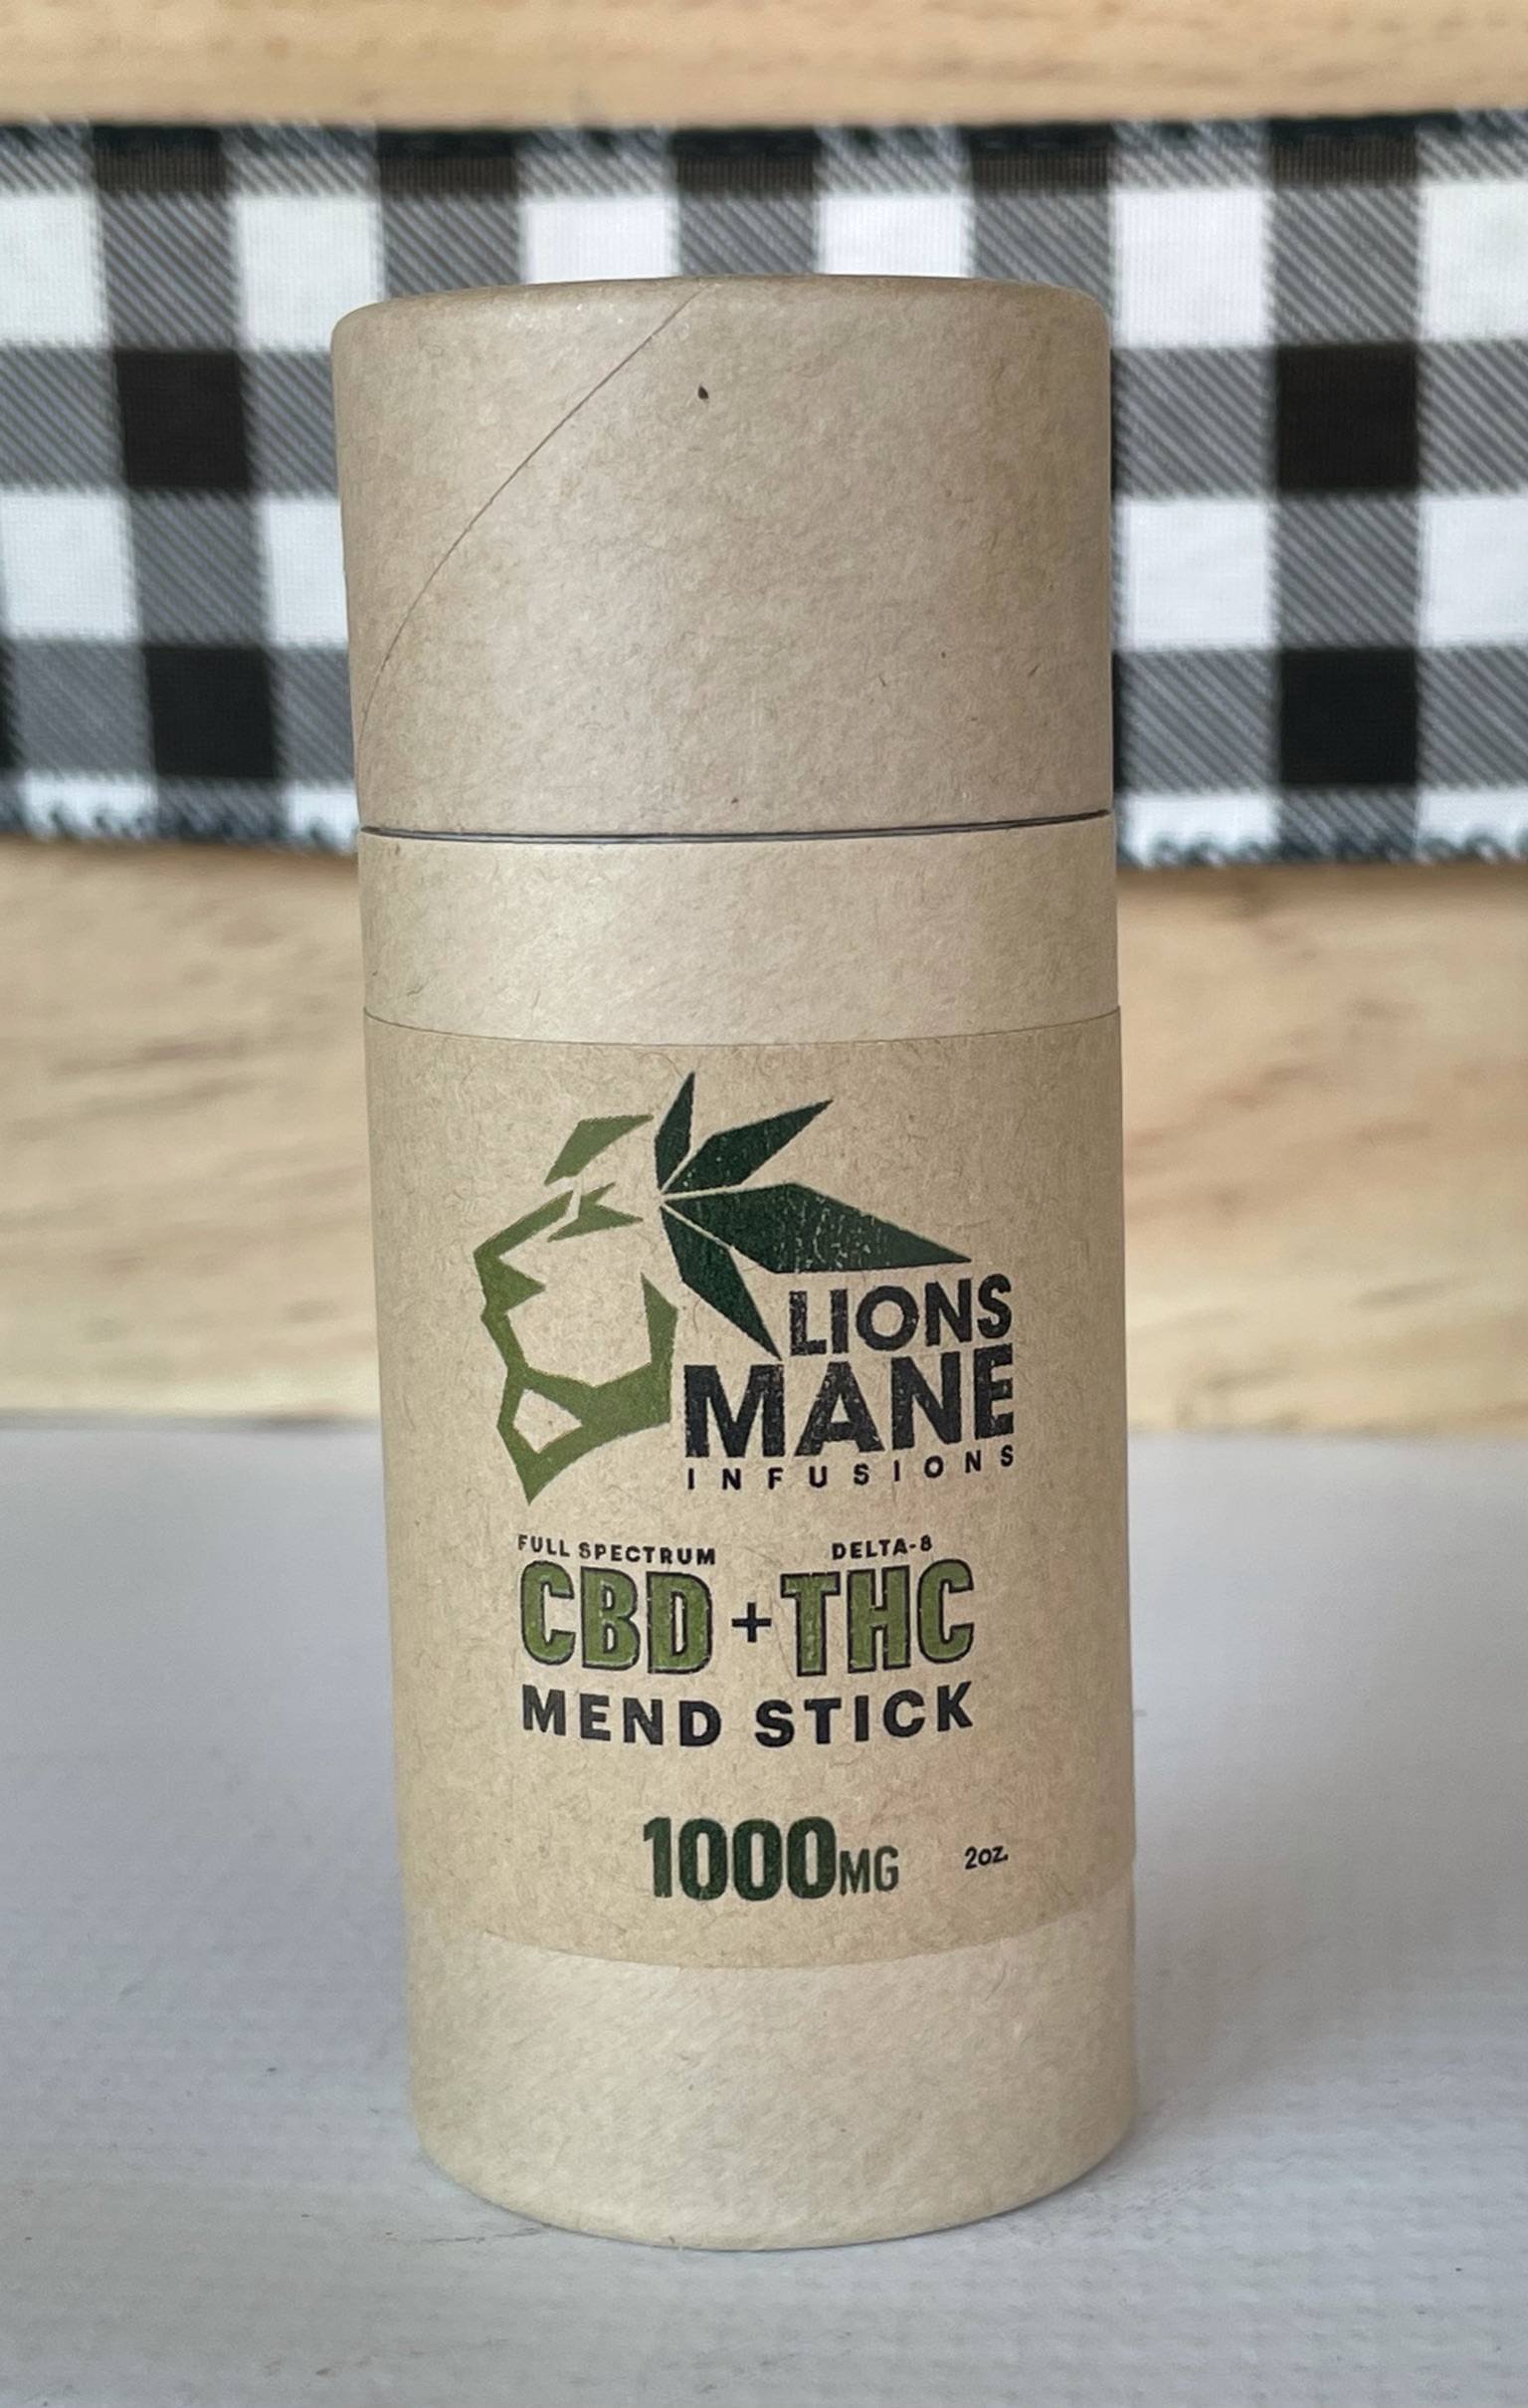 LIONS
MANE
INFUSIONS
FULL SPECTRUM DELTA-8
CBD + THC
MEND STICK
1000MG 2oz.